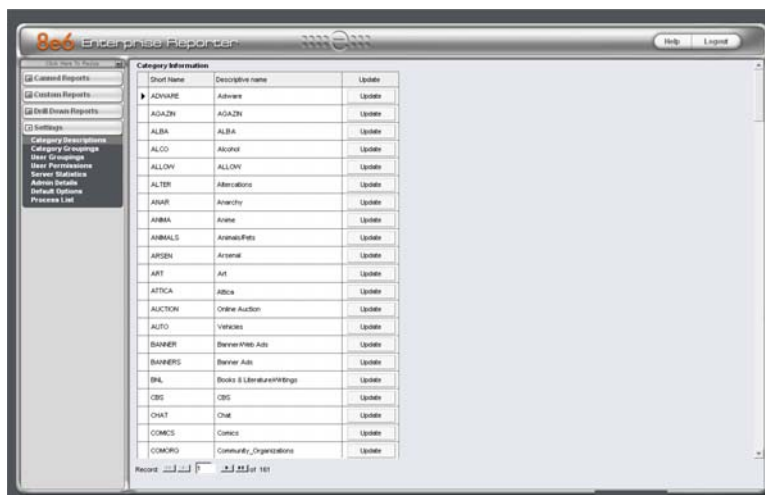 8e6 Enterprise Reporter
Help Logout
Click Here To Pause
Canned Reports
Custom Reports
Drill Down Reports
Settings
Category Descriptions
Category Groupings
User Groupings
User Permissions
Server Statistics
Admin Details
Default Options
Process List
Category Information
Short Name Descriptive name Update
ADWARE Adware Update
AGAZIN AGAZIN Update
ALBA ALBA Update
ALCO Alcohol Update
ALLOW ALLOW Update
ALTER Altercations Update
ANAR Anarchy Update
ANIMA Anime Update
ANIMALS Animals/Pets Update
ARSEN Arsenal Update
ART Art Update
ATTICA Attica Update
AUCTION Online Auction Update
AUTO Vehicles Update
BANNER Banner/Web Ads Update
BANNERS Banner Ads Update
BNL Books & Literature/Writings Update
CBS CBS Update
CHAT Chat Update
COMICS Comics Update
COMORG Community_Organizations Update
Record: 1 of 161